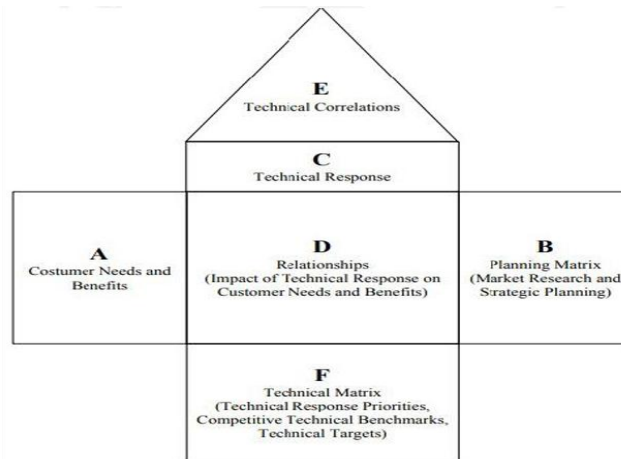 E
Technical Correlations
C
Technical Response
A
Costumer Needs and
Benefits
D
Relationships
(Impact of Technical Response on
Customer Needs and Benefits)
B
Planning Matrix
(Market Research and
Strategic Planning)
F
Technical Matrix
(Technical Response Priorities,
Competitive Technical Benchmarks,
Technical Targets)